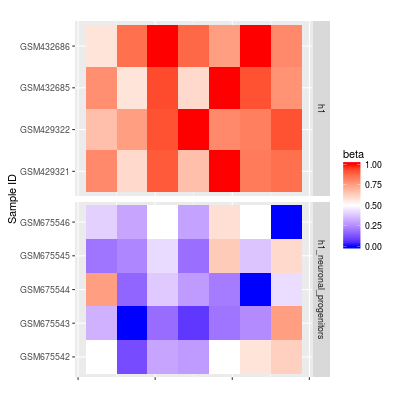 Sample ID
GSM432686
GSM432685
GSM429322
GSM429321
h1
GSM675546
GSM675545
GSM675544
GSM675543
GSM675542
h1_neuronal_progenitors
beta
1.00
0.75
0.50
0.25
0.00